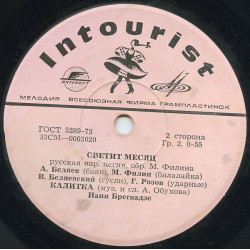 Intourist
ИНТУРИСТ
МЕЛОДИЯ ВСЕСОЮЗНАЯ ФИРМА ГРАМПЛАСТИНОК
ГОСТ 5289-73
33СМ—0003020
2 сторона
Гр. 2. 0-55
СВЕТИТ МЕСЯЦ
русская нар. песня, обр. М. Филина
А. Беляев (баян), М. Филин (балалайка)
В. Беляевский (гусли), Г. Розов (ударные)
КАЛИТКА (муз. и сл. А. Обухова)
Нани Брегвадзе